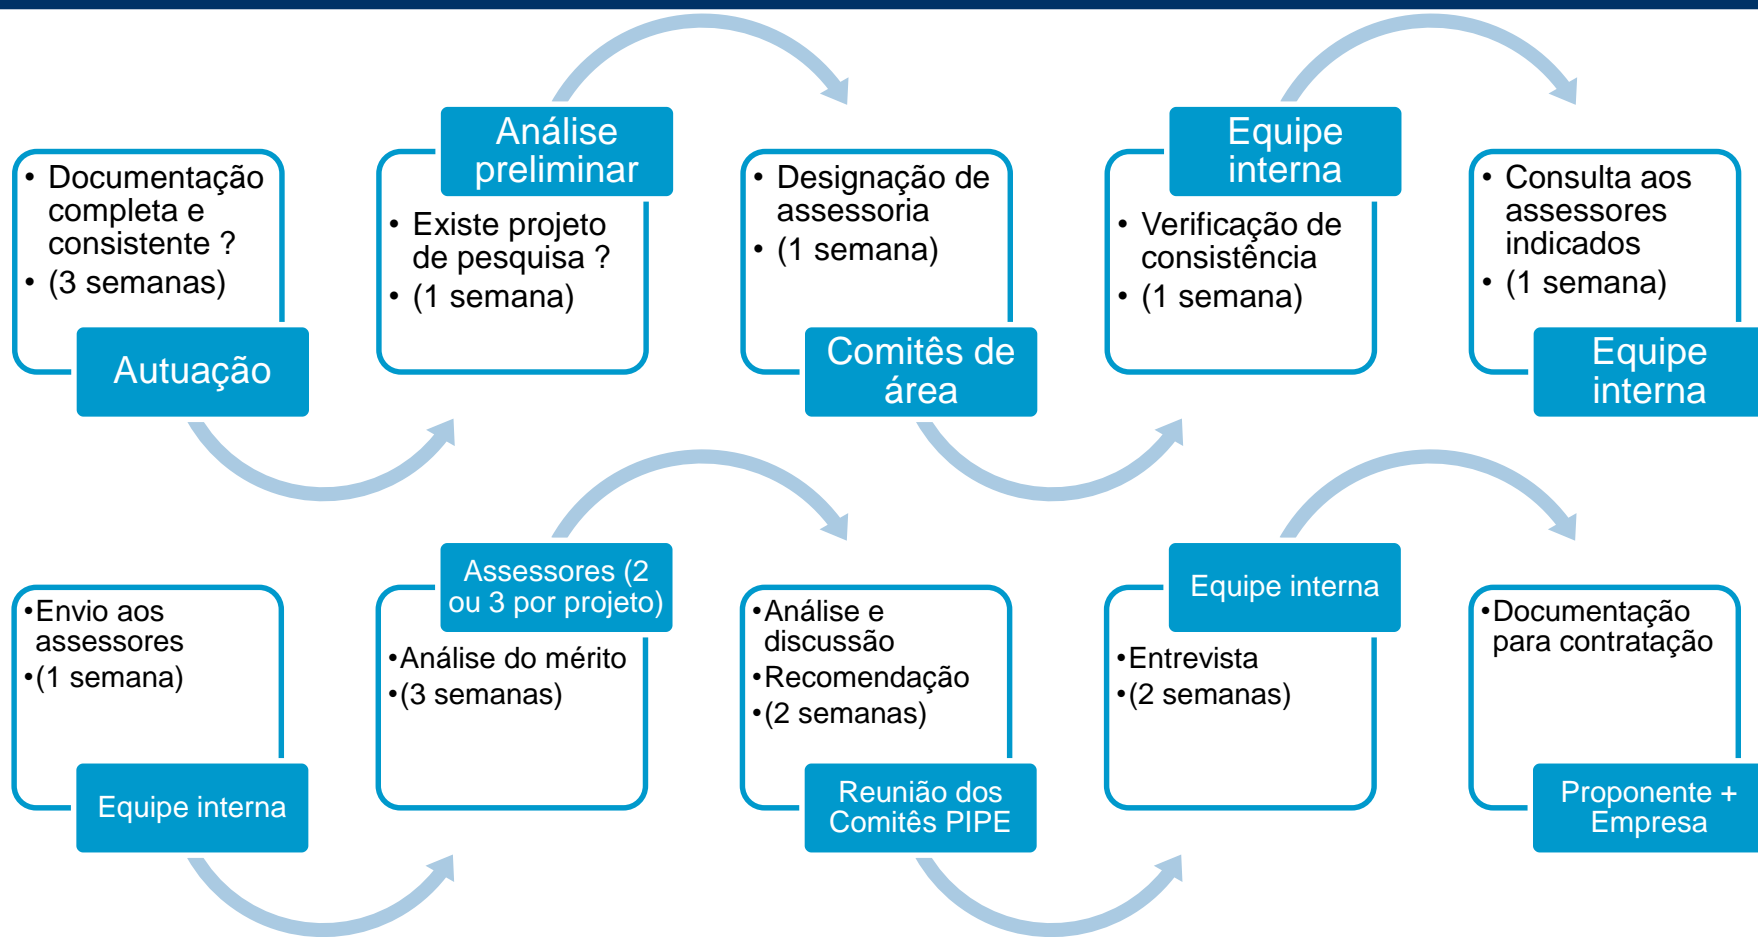 • Documentação
completa e
consistente ?
• (3 semanas)
Autuação
Análise
preliminar
• Existe projeto
de pesquisa ?
• (1 semana)
• Designação de
assessoria
• (1 semana)
Comitês de
área
Equipe
interna
• Verificação de
consistência
• (1 semana)
• Consulta aos
assessores
indicados
• (1 semana)
Equipe
interna
•Envio aos
assessores
•(1 semana)
Equipe interna
Assessores (2
ou 3 por projeto)
•Análise do mérito
•(3 semanas)
•Análise e
discussão
•Recomendação
•(2 semanas)
Reunião dos
Comitês PIPE
Equipe interna
•Entrevista
•(2 semanas)
•Documentação
para contratação
Proponente +
Empresa